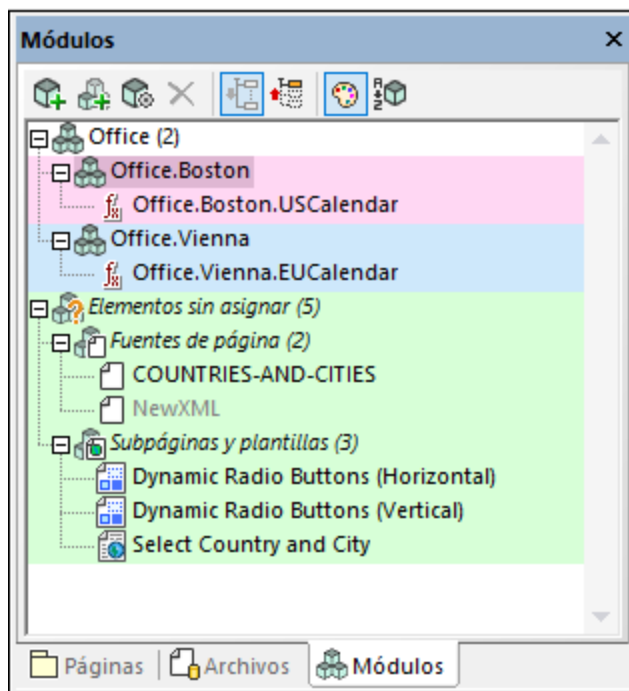 Módulos
Office (2)
Office.Boston
Office.Boston.USCalendar
Office.Vienna
Office.Vienna.EUCalendar
Elementos sin asignar (5)
Fuentes de página (2)
COUNTRIES-AND-CITIES
NewXML
Subpáginas y plantillas (3)
Dynamic Radio Buttons (Horizontal)
Dynamic Radio Buttons (Vertical)
Select Country and City
Páginas Archivos Módulos